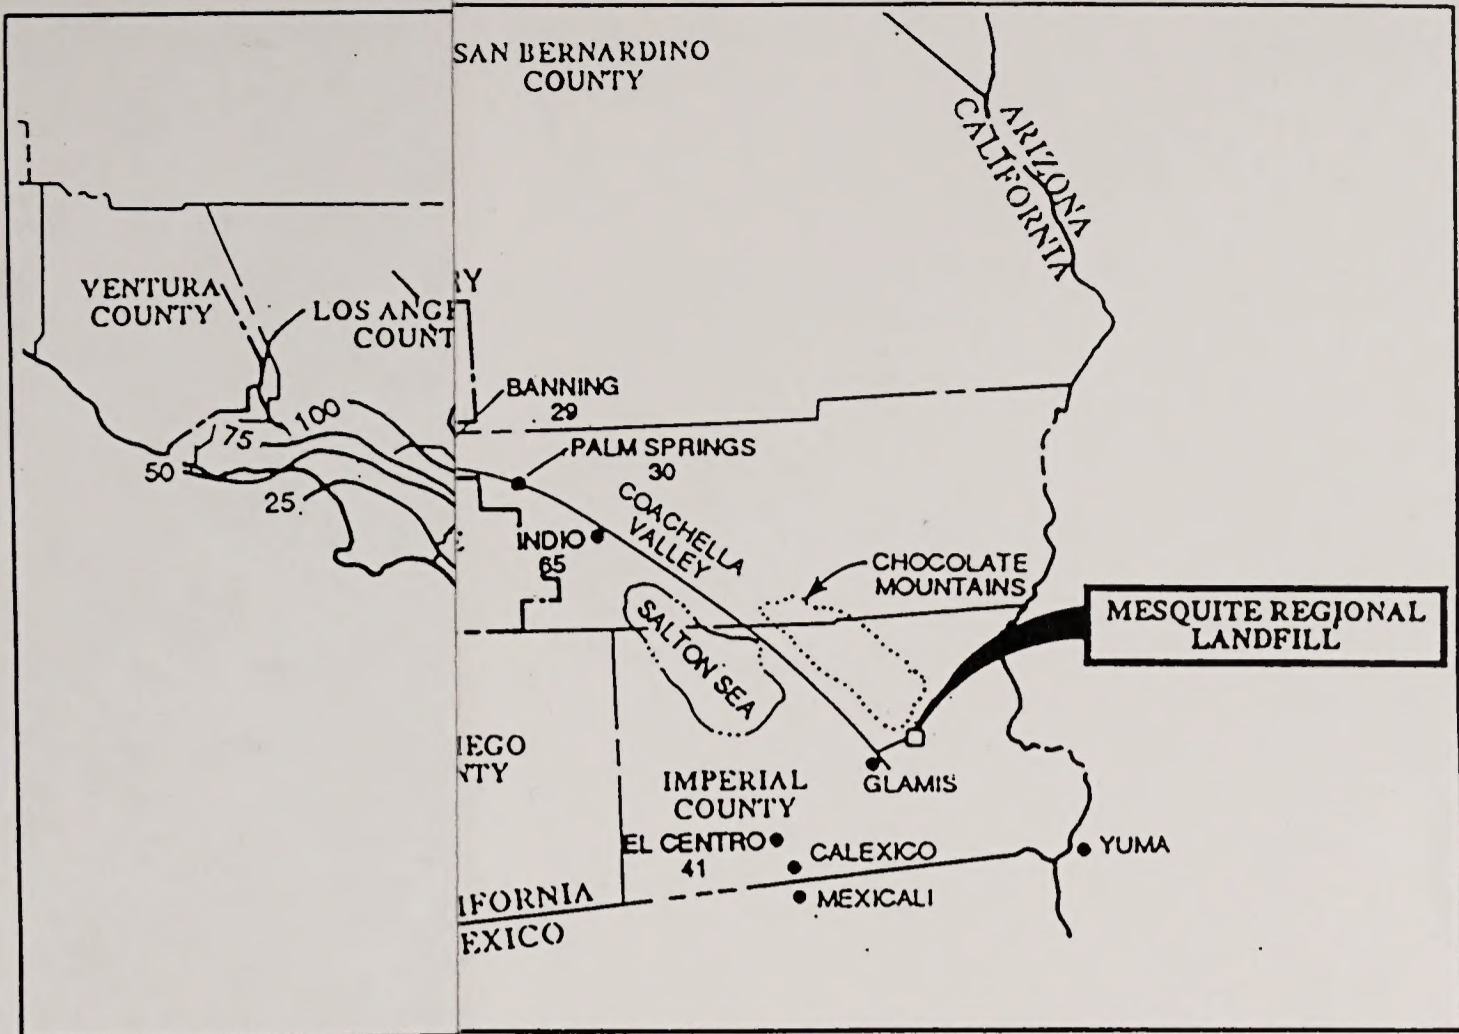 SAN BERNARDINO
COUNTY
ARIZONA
CALIFORNIA
VENTURA
COUNTY
LOS ANGE
COUNT
RY
BANNING
29
100
75
50
25
PALM SPRINGS
30
COACHELLA
VALLEY
INDIO
65
CHOCOLATE
MOUNTAINS
MESQUITE REGIONAL
LANDFILL
SALTON SEA
IEGO
NTY
IMPERIAL
COUNTY
GLAMIS
EL CENTRO
41
CALEXICO
YUMA
MEXICALI
IFORNIA
EXICO